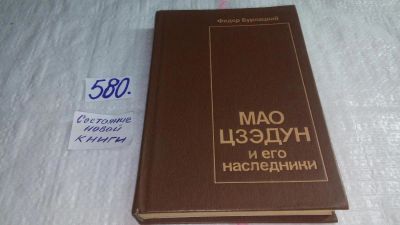 580.
Состояние
новой
книги
Федор Бурлацкий
МАО
ЦЗЭДУН
и его
наследники